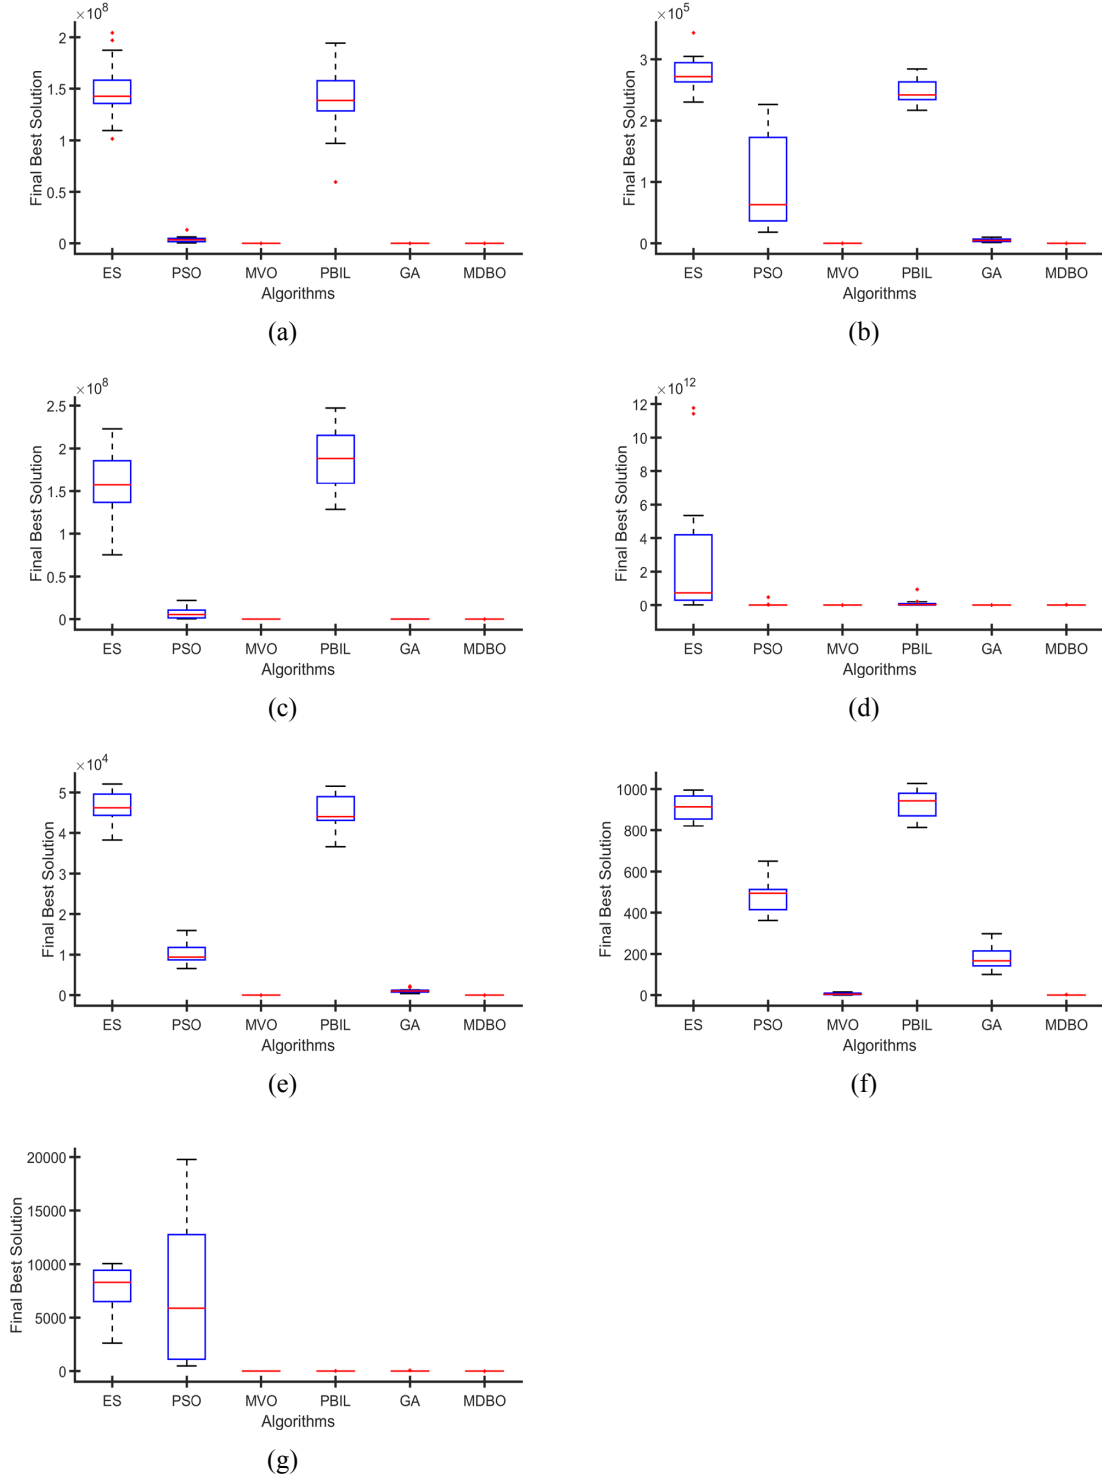 ×10^8
Final Best Solution
2
1.5
1
0.5
0
ES PSO MVO PBIL GA MDBO
Algorithms
(a)
×10^5
Final Best Solution
3
2
1
0
ES PSO MVO PBIL GA MDBO
Algorithms
(b)
×10^8
Final Best Solution
2.5
2
1.5
1
0.5
0
ES PSO MVO PBIL GA MDBO
Algorithms
(c)
×10^12
Final Best Solution
12
10
8
6
4
2
0
ES PSO MVO PBIL GA MDBO
Algorithms
(d)
×10^4
Final Best Solution
5
4
3
2
1
0
ES PSO MVO PBIL GA MDBO
Algorithms
(e)
Final Best Solution
1000
800
600
400
200
0
ES PSO MVO PBIL GA MDBO
Algorithms
(f)
Final Best Solution
20000
15000
10000
5000
0
ES PSO MVO PBIL GA MDBO
Algorithms
(g)